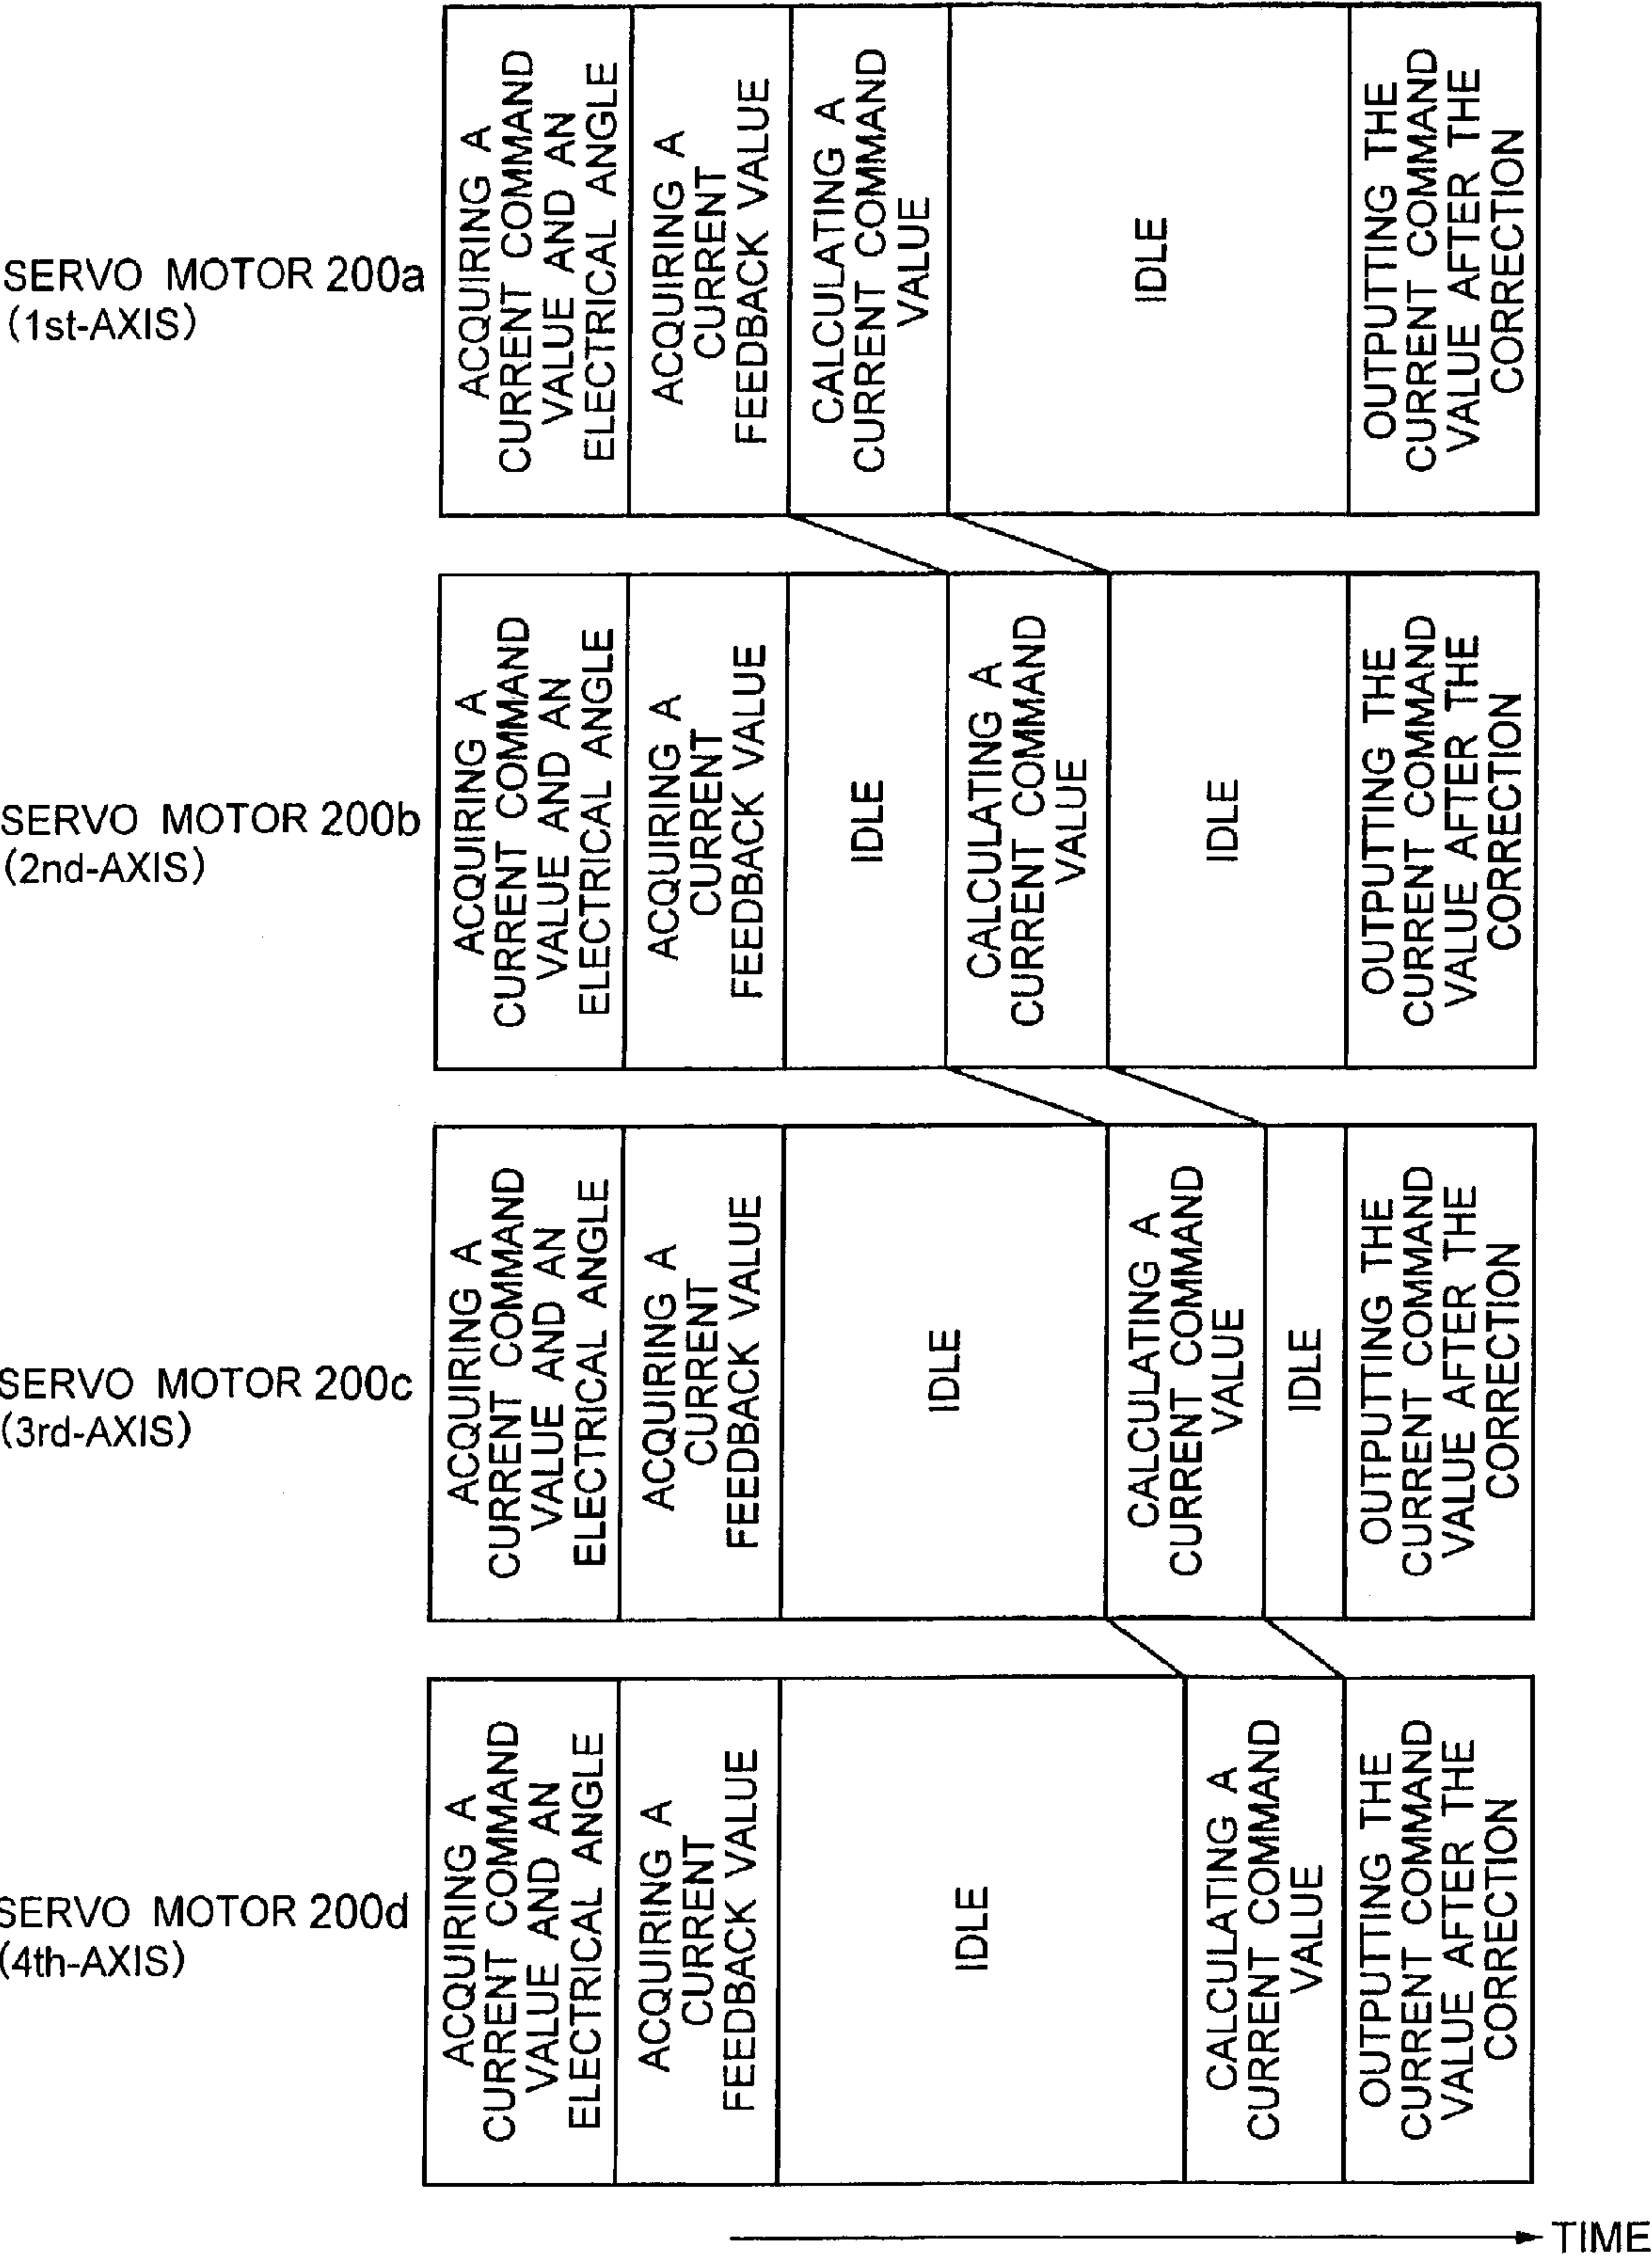 SERVO MOTOR 200a
(1st-AXIS)
ACQUIRING A
CURRENT COMMAND
VALUE AND AN
ELECTRICAL ANGLE
ACQUIRING A
CURRENT
FEEDBACK VALUE
CALCULATING A
CURRENT COMMAND
VALUE
IDLE
OUTPUTTING THE
CURRENT COMMAND
VALUE AFTER THE
CORRECTION
SERVO MOTOR 200b
(2nd-AXIS)
ACQUIRING A
CURRENT COMMAND
VALUE AND AN
ELECTRICAL ANGLE
ACQUIRING A
CURRENT
FEEDBACK VALUE
IDLE
CALCULATING A
CURRENT COMMAND
VALUE
IDLE
OUTPUTTING THE
CURRENT COMMAND
VALUE AFTER THE
CORRECTION
SERVO MOTOR 200c
(3rd-AXIS)
ACQUIRING A
CURRENT COMMAND
VALUE AND AN
ELECTRICAL ANGLE
ACQUIRING A
CURRENT
FEEDBACK VALUE
IDLE
CALCULATING A
CURRENT COMMAND
VALUE
IDLE
OUTPUTTING THE
CURRENT COMMAND
VALUE AFTER THE
CORRECTION
SERVO MOTOR 200d
(4th-AXIS)
ACQUIRING A
CURRENT COMMAND
VALUE AND AN
ELECTRICAL ANGLE
ACQUIRING A
CURRENT
FEEDBACK VALUE
IDLE
CALCULATING A
CURRENT COMMAND
VALUE
OUTPUTTING THE
CURRENT COMMAND
VALUE AFTER THE
CORRECTION
TIME